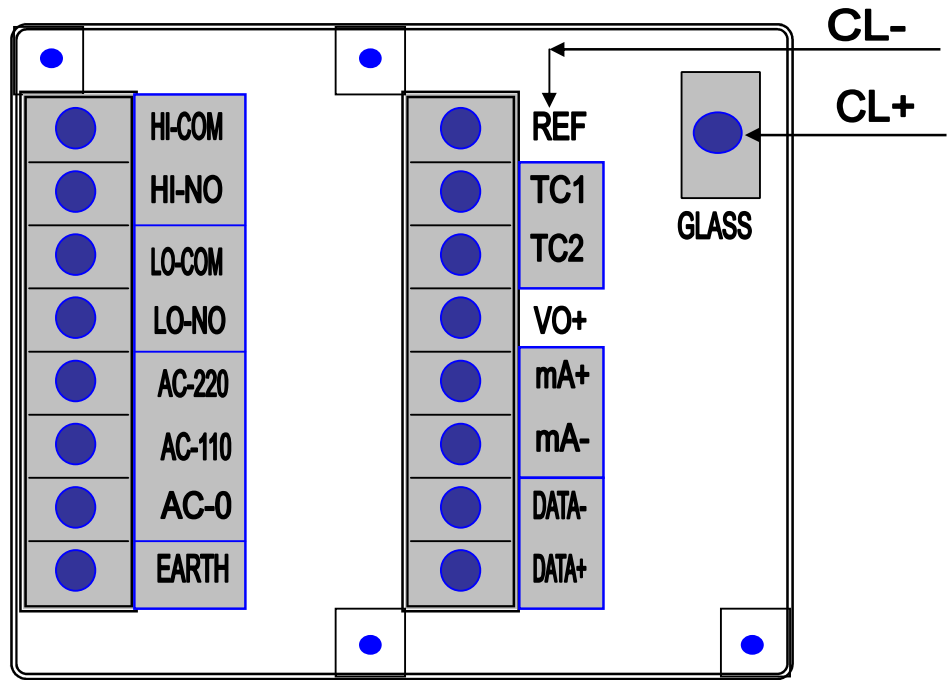 CL-
CL+
HI-COM
HI-NO
LO-COM
LO-NO
AC-220
AC-110
AC-0
EARTH
REF
TC1
TC2
VO+
mA+
mA-
DATA-
DATA+
GLASS